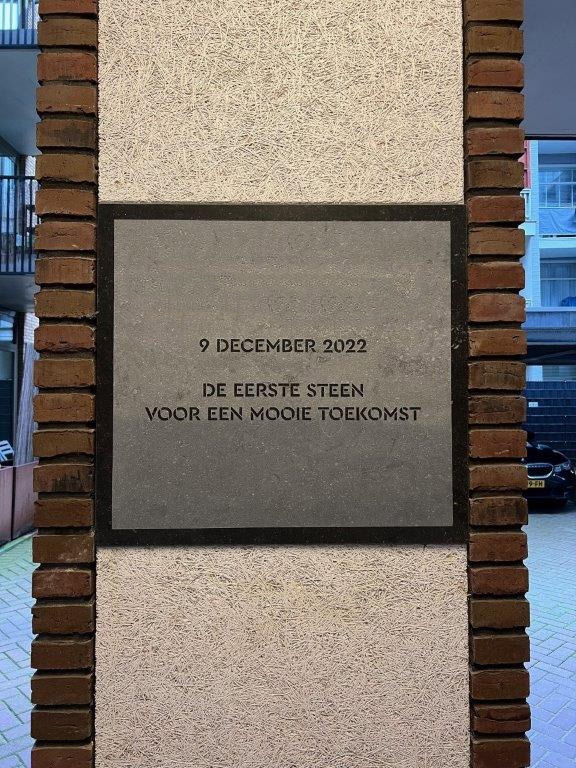 9 DECEMBER 2022
DE EERSTE STEEN
VOOR EEN MOOIE TOEKOMST